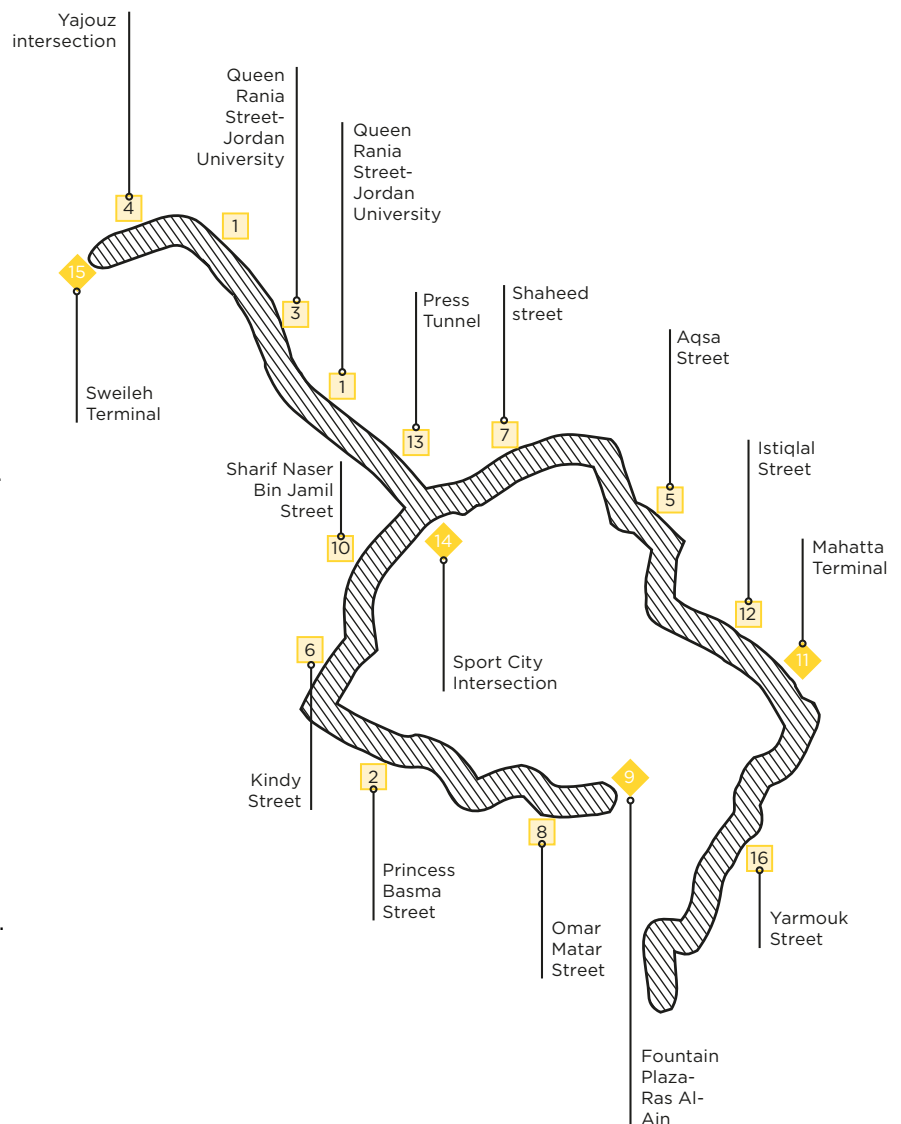 Yajouz
intersection
Queen
Rania
Street-
Jordan
University
Queen
Rania
Street-
Jordan
University
4
1
15
3
Press
Tunnel
Shaheed
street
Aqsa
Street
Sweileh
Terminal
1
13
7
Istiqlal
Street
Sharif Naser
Bin Jamil
Street
5
10
14
Mahatta
Terminal
12
6
Sport City
Intersection
11
Kindy
Street
2
9
8
16
Princess
Basma
Street
Omar
Matar
Street
Yarmouk
Street
Fountain
Plaza-
Ras Al-
Ain